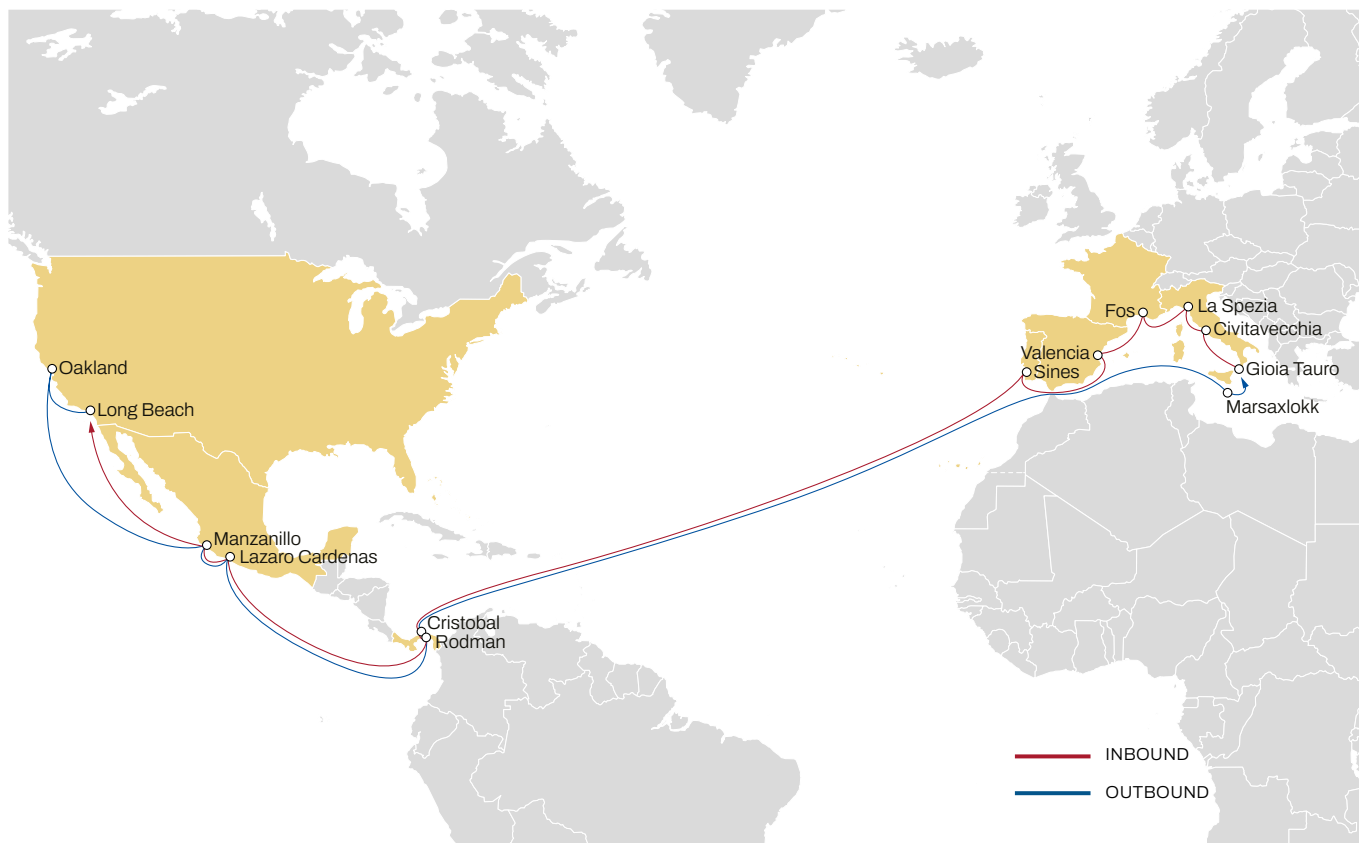 La Spezia
Fos
Civitavecchia
Valencia
Oakland
Sines
Gioia Tauro
Long Beach
Marsaxlokk
Manzanillo
Lazaro Cardenas
Cristobal
Rodman
INBOUND
OUTBOUND